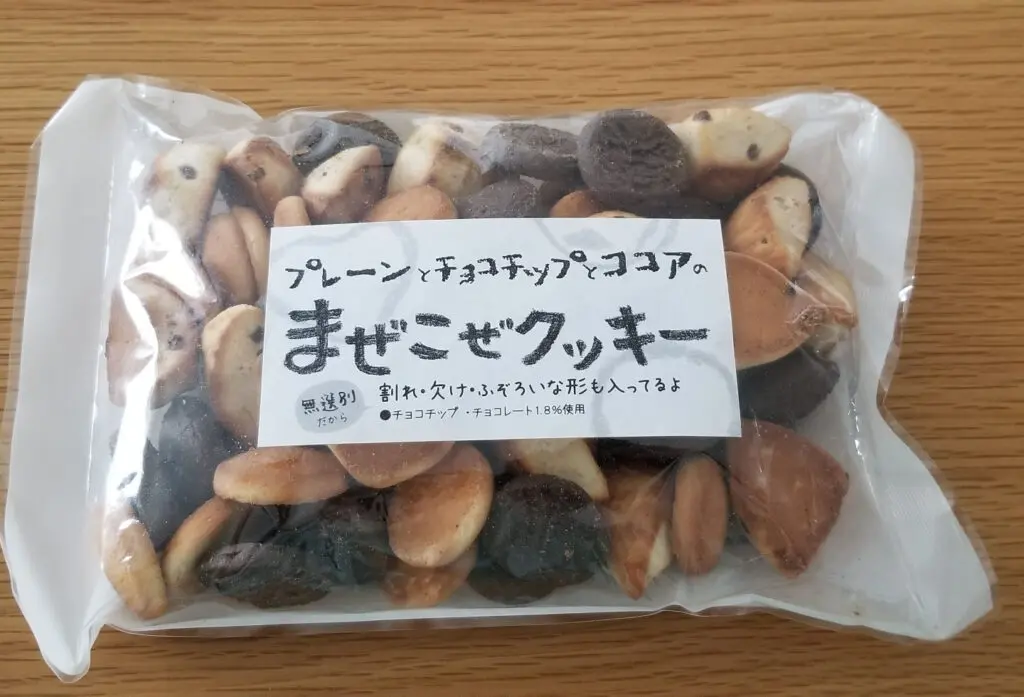 プレーンとチョコチップとココアの
まぜこぜクッキー
無選別
だから
割れ・欠け・ふぞろいな形も入ってるよ
●チョコチップ・チョコレート1.8%使用